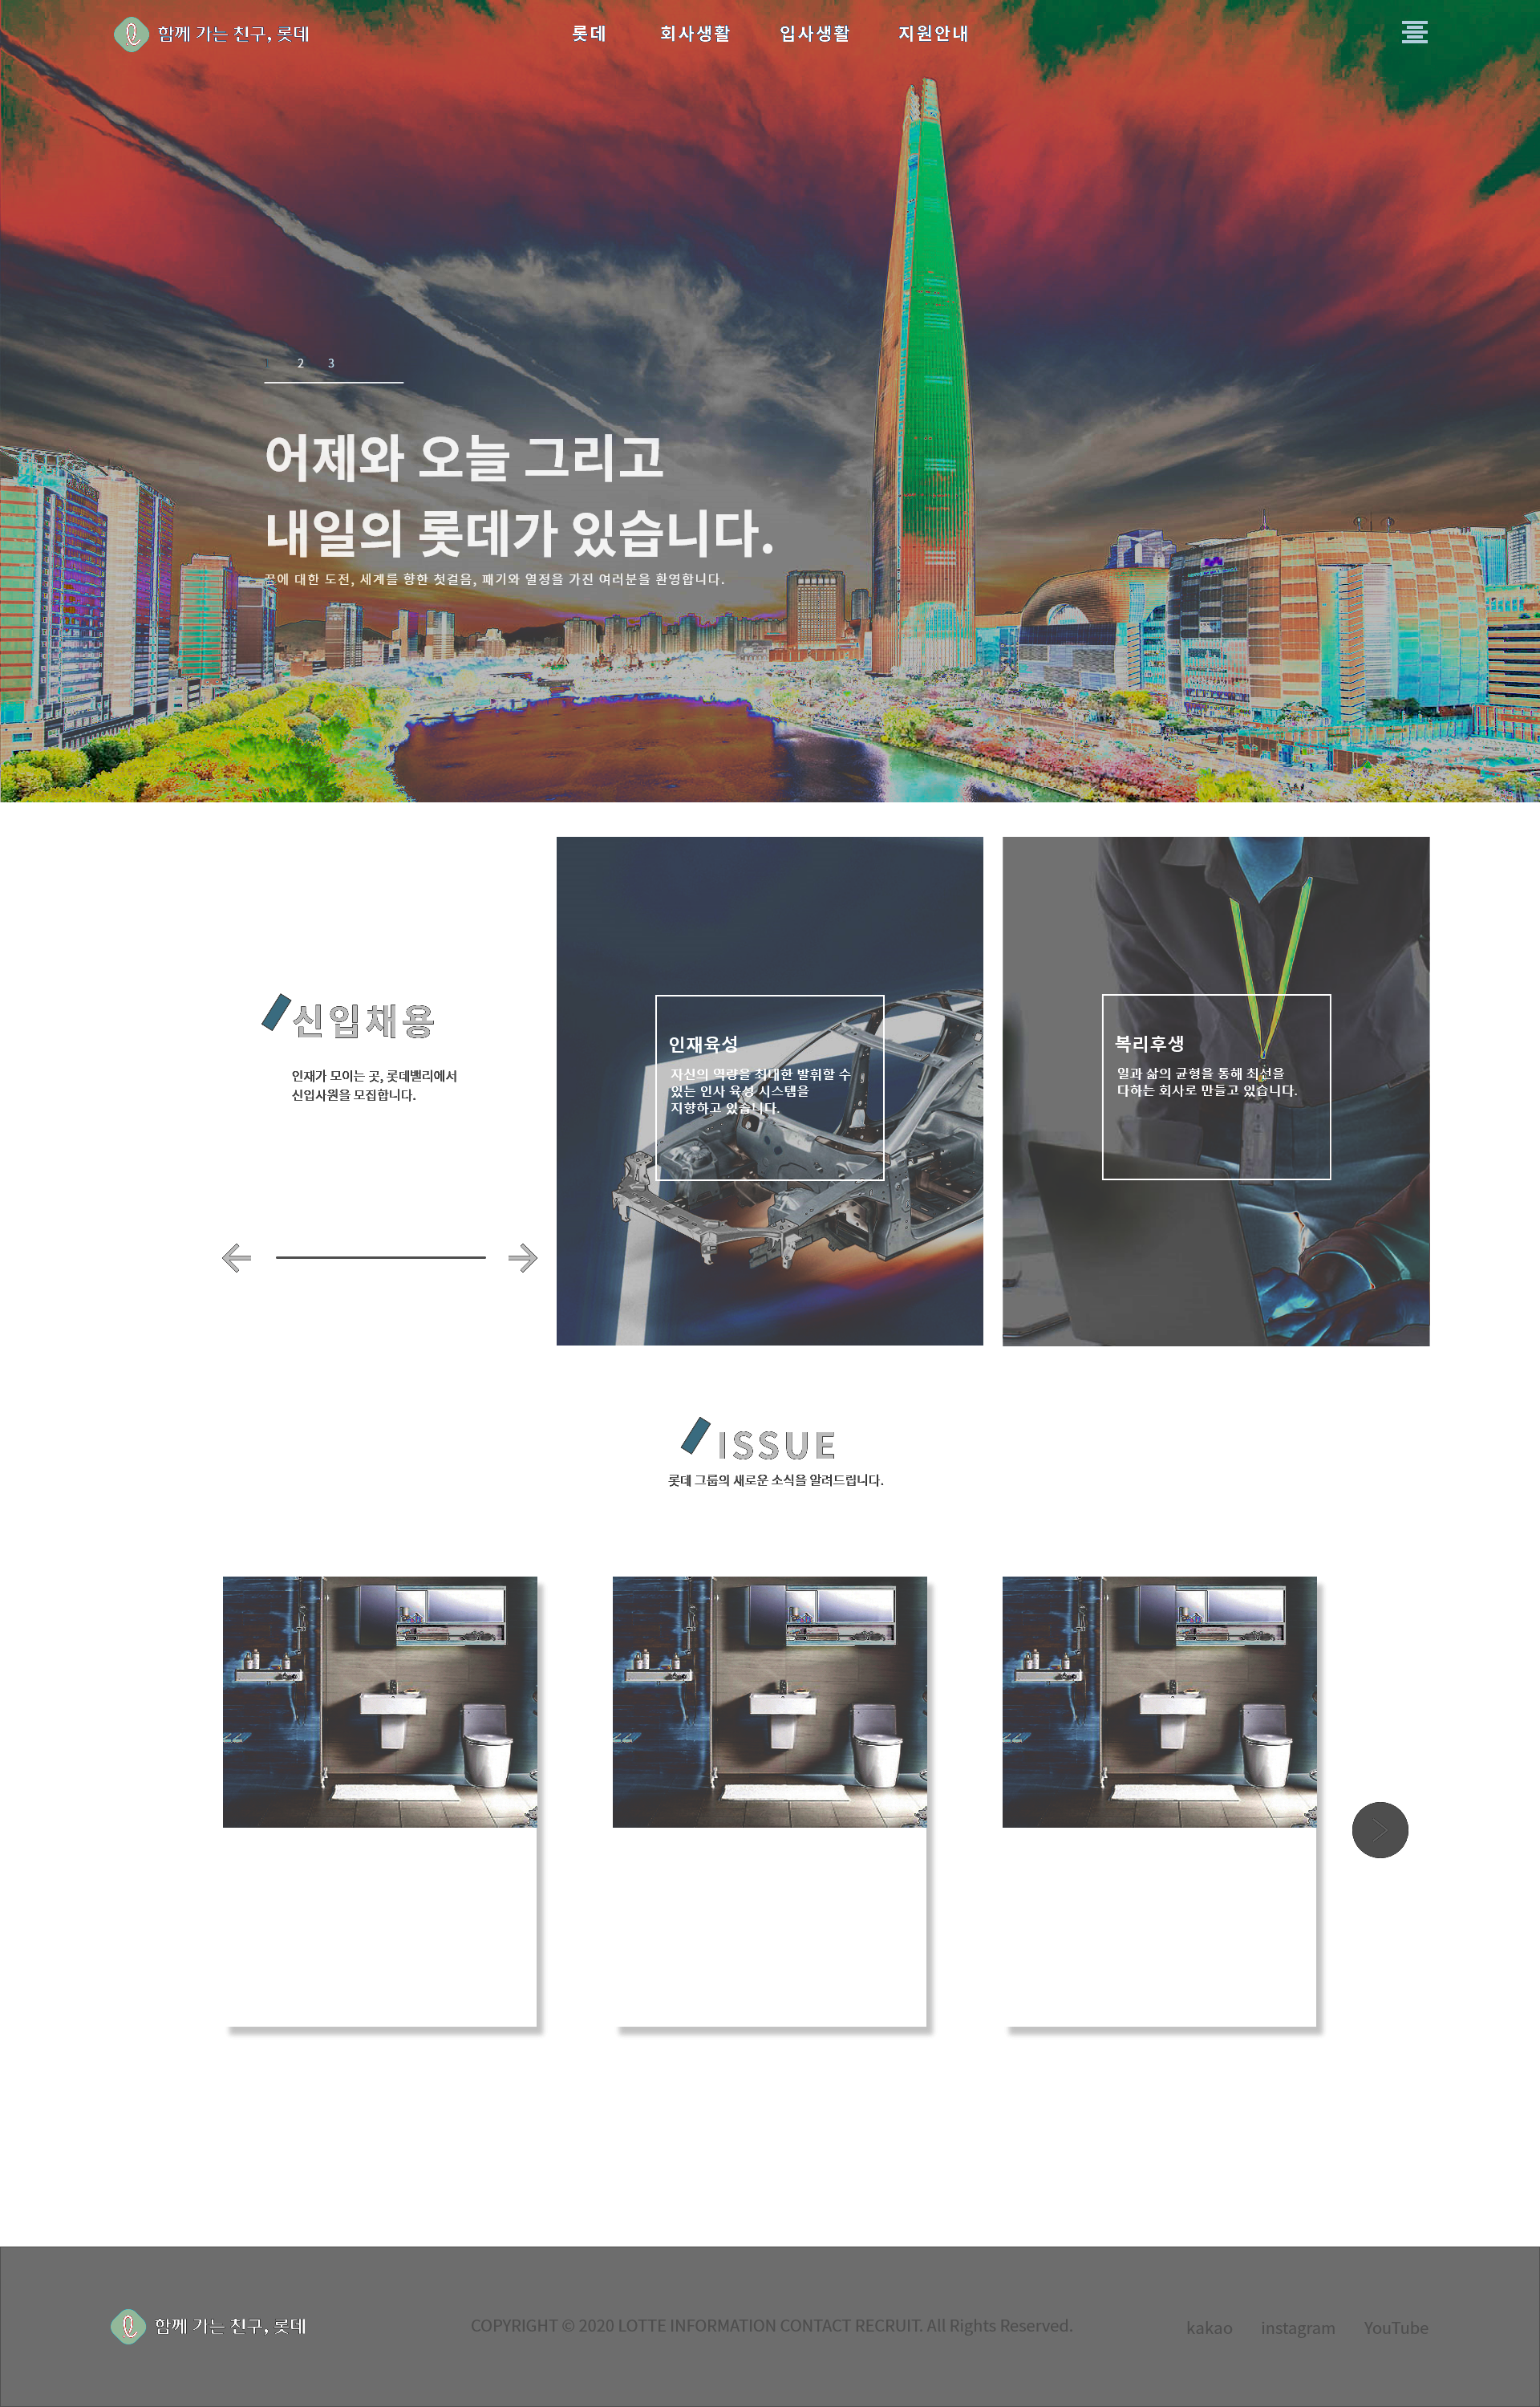 함께 가는 친구, 롯데
롯데 회사생활 입사생활 지원안내
1 2 3
어제와 오늘 그리고
내일의 롯데가 있습니다.
꿈에 대한 도전, 세계를 향한 첫걸음, 패기와 열정을 가진 여러분을 환영합니다.
신입채용
인재가 모이는 곳, 롯데밸리에서
신입사원을 모집합니다.
인재육성
자신의 역량을 최대한 발휘할 수
있는 인사 육성 시스템을
지향하고 있습니다.
복리후생
일과 삶의 균형을 통해 최선을
다하는 회사로 만들고 있습니다.
ISSUE
롯데 그룹의 새로운 소식을 알려드립니다.
함께 가는 친구, 롯데
COPYRIGHT © 2020 LOTTE INFORMATION CONTACT RECRUIT. All Rights Reserved.
kakao instagram YouTube